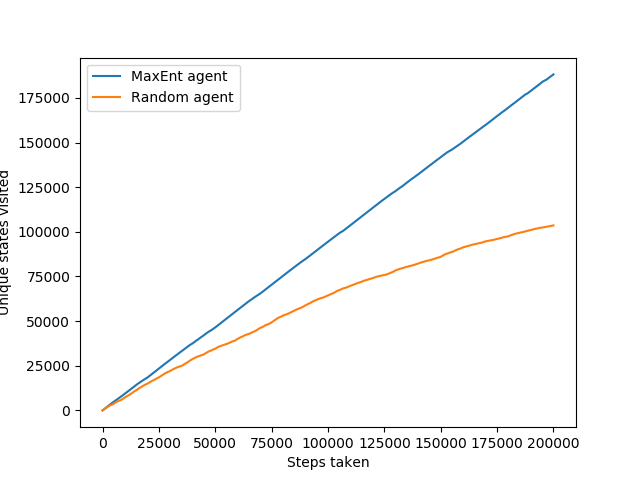 MaxEnt agent
Random agent
Unique states visited
175000
150000
125000
100000
75000
50000
25000
0
0 25000 50000 75000 100000 125000 150000 175000 200000
Steps taken